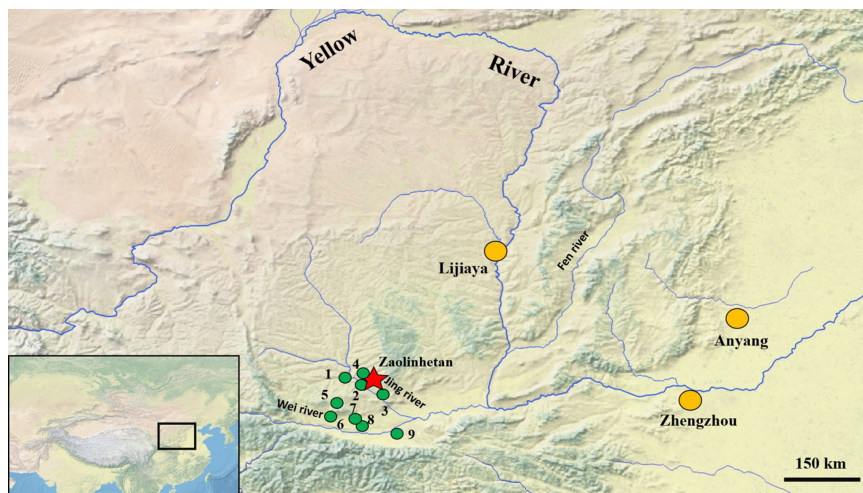 Yellow
River
Fen river
Lijiaya
Anyang
Zaolinhetan
4
1
Jing river
2
3
5
Wei river
7
6
8
9
Zhengzhou
150 km